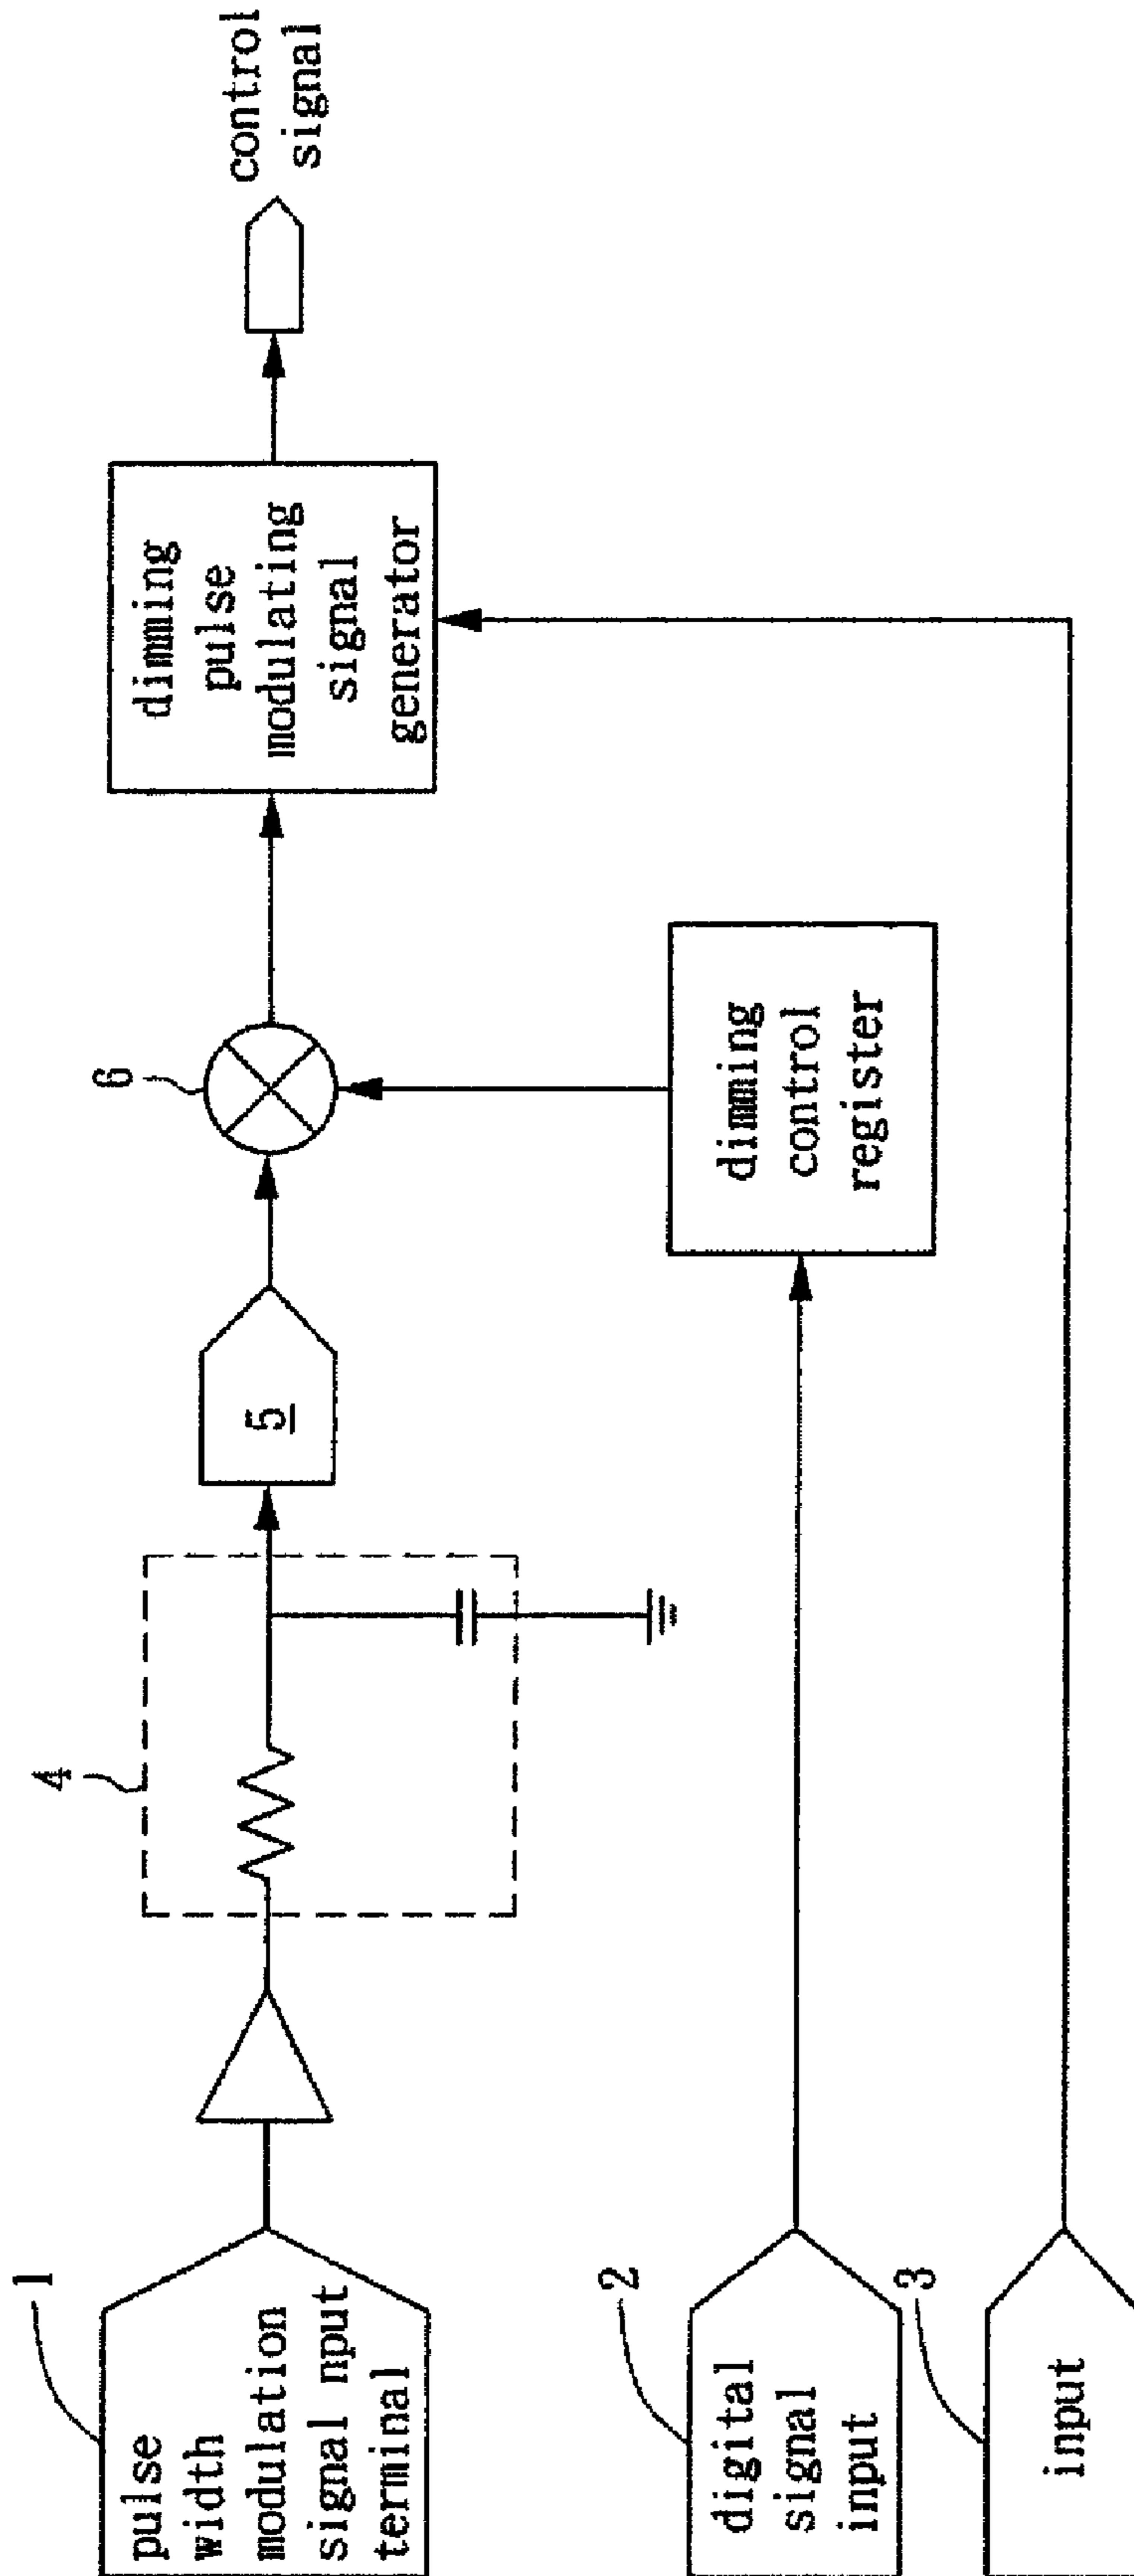 1
pulse
width
modulation
signal nput
terminal
4
5
6
dimming
pulse
modulating
signal
generator
control
signal
2
digital
signal
input
dimming
control
register
3
input